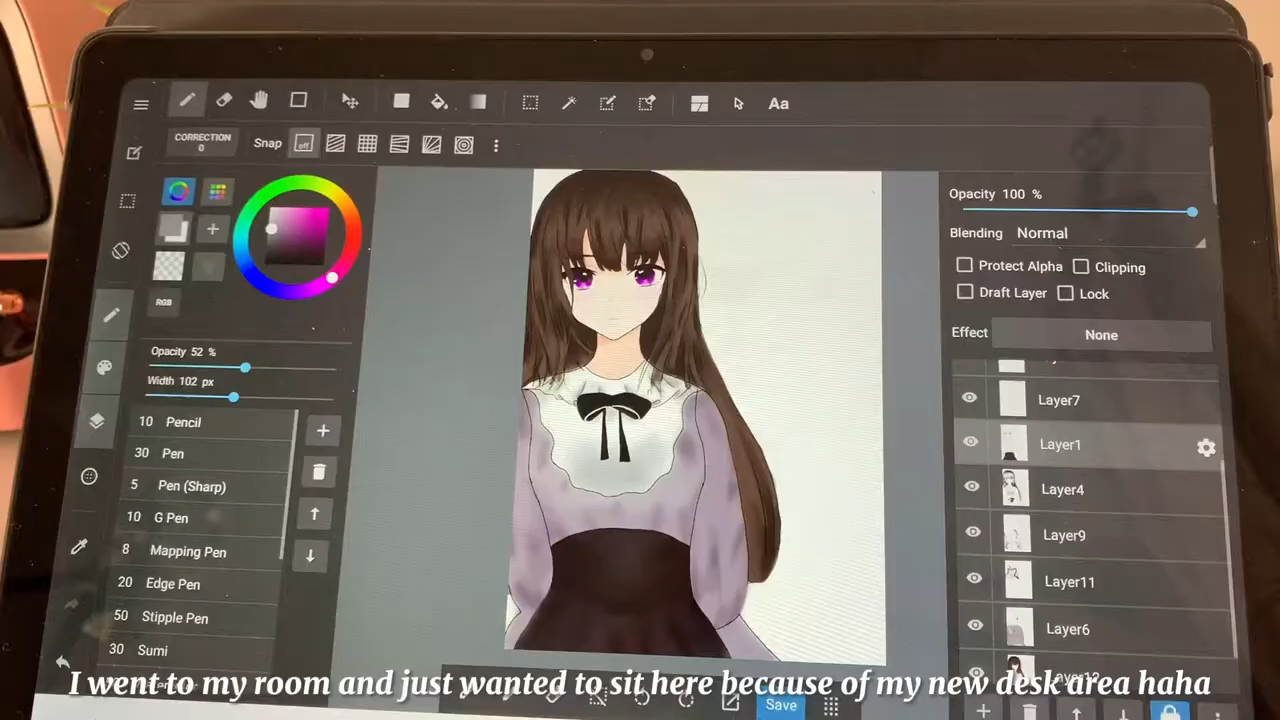 Aa
CORRECTION
0
Snap
off
RGB
Opacity 52 %
Width 102 px
10 Pencil
30 Pen
5 Pen (Sharp)
10 G Pen
8 Mapping Pen
20 Edge Pen
50 Stipple Pen
30 Sumi
Opacity 100 %
Blending Normal
Protect Alpha Clipping
Draft Layer Lock
Effect None
Layer7
Layer1
Layer4
Layer9
Layer11
Layer6
Layer12
I went to my room and just wanted to sit here because of my new desk area haha
Save